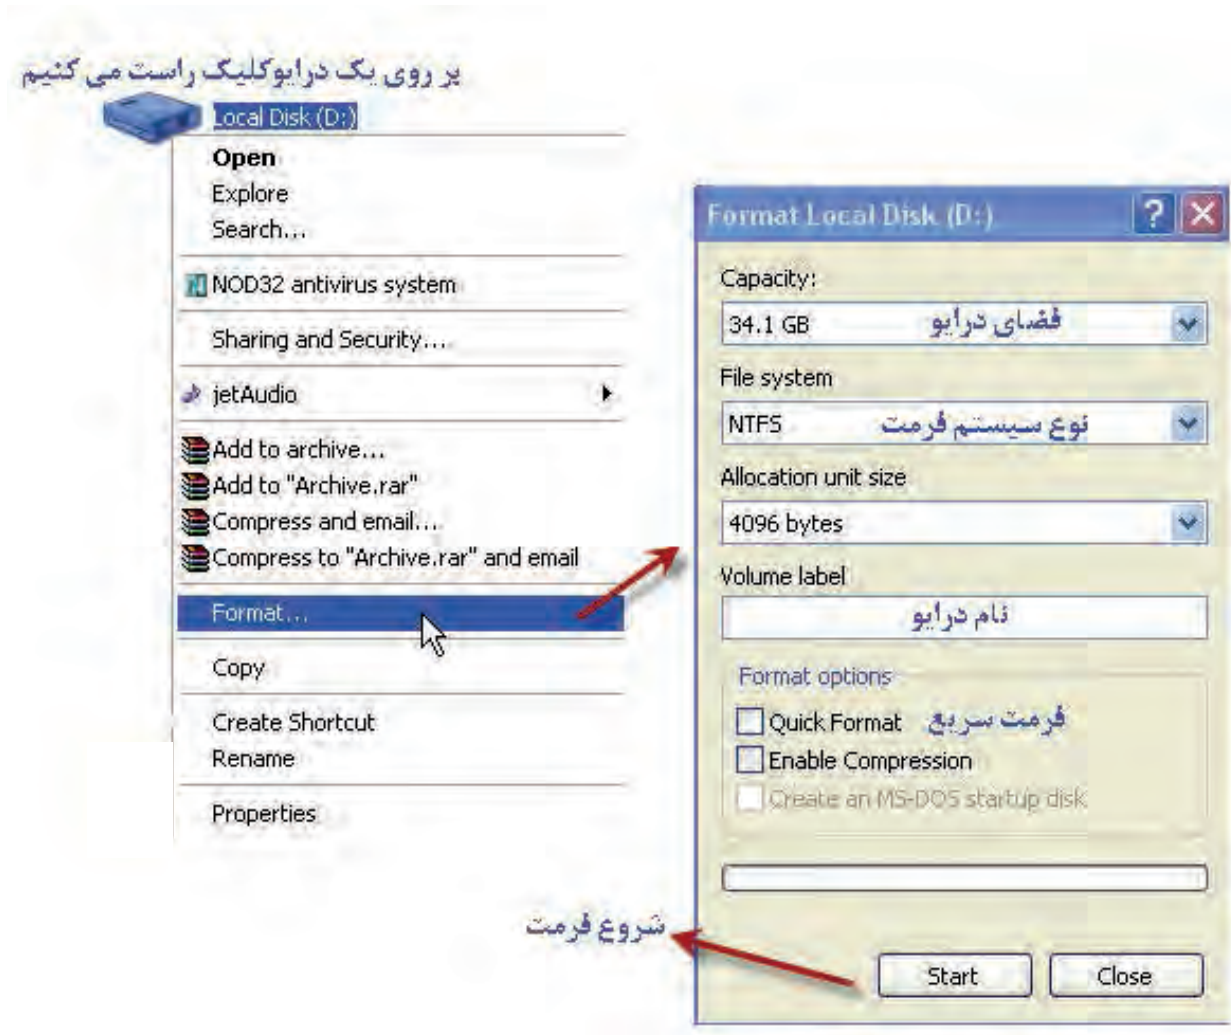 بر روی یک درایو کلیک راست می کنیم
Local Disk (D:)
Open
Explore
Search...
NOD32 antivirus system
Sharing and Security...
jetAudio
Add to archive...
Add to "Archive.rar"
Compress and email...
Compress to "Archive.rar" and email
Format...
Copy
Create Shortcut
Rename
Properties
Format Local Disk (D:)
Capacity:
34.1 GB فضای درایو
File system
NTFS نوع سیستم فرمت
Allocation unit size
4096 bytes
Volume label
نام درایو
Format options
Quick Format فرمت سریع
Enable Compression
Create an MS-DOS startup disk
شروع فرمت
Start
Close